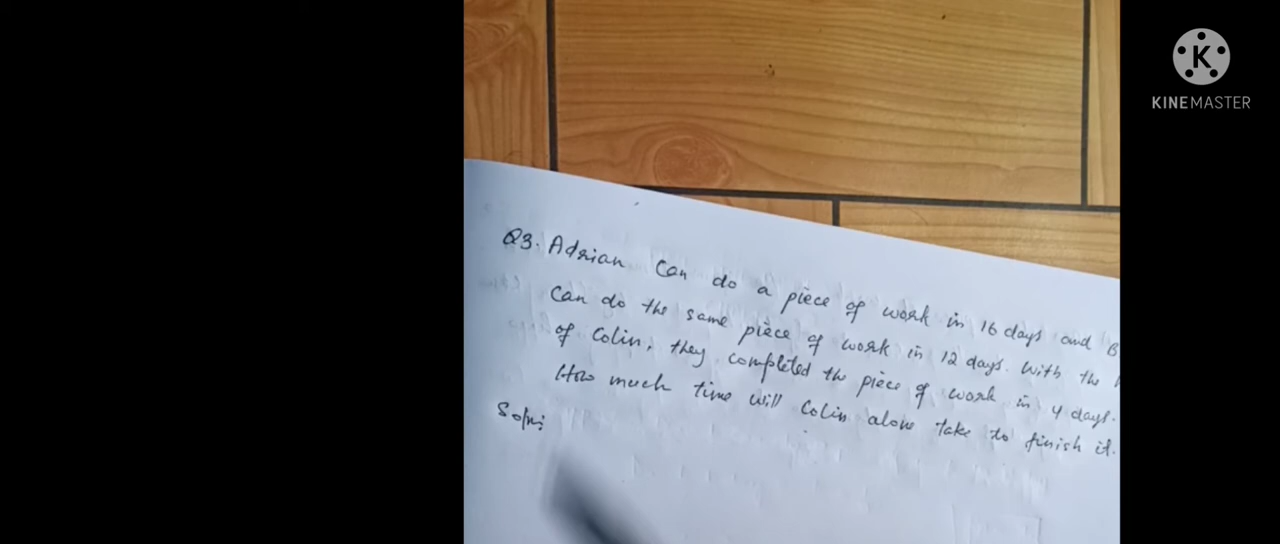 KINEMASTER
Q3. Adrian can do a piece of work in 16 days and B
can do the same piece of work in 12 days. With the
of Colin, they completed the piece of work in 4 days.
How much time will Colin alone take to finish it.
Soln: